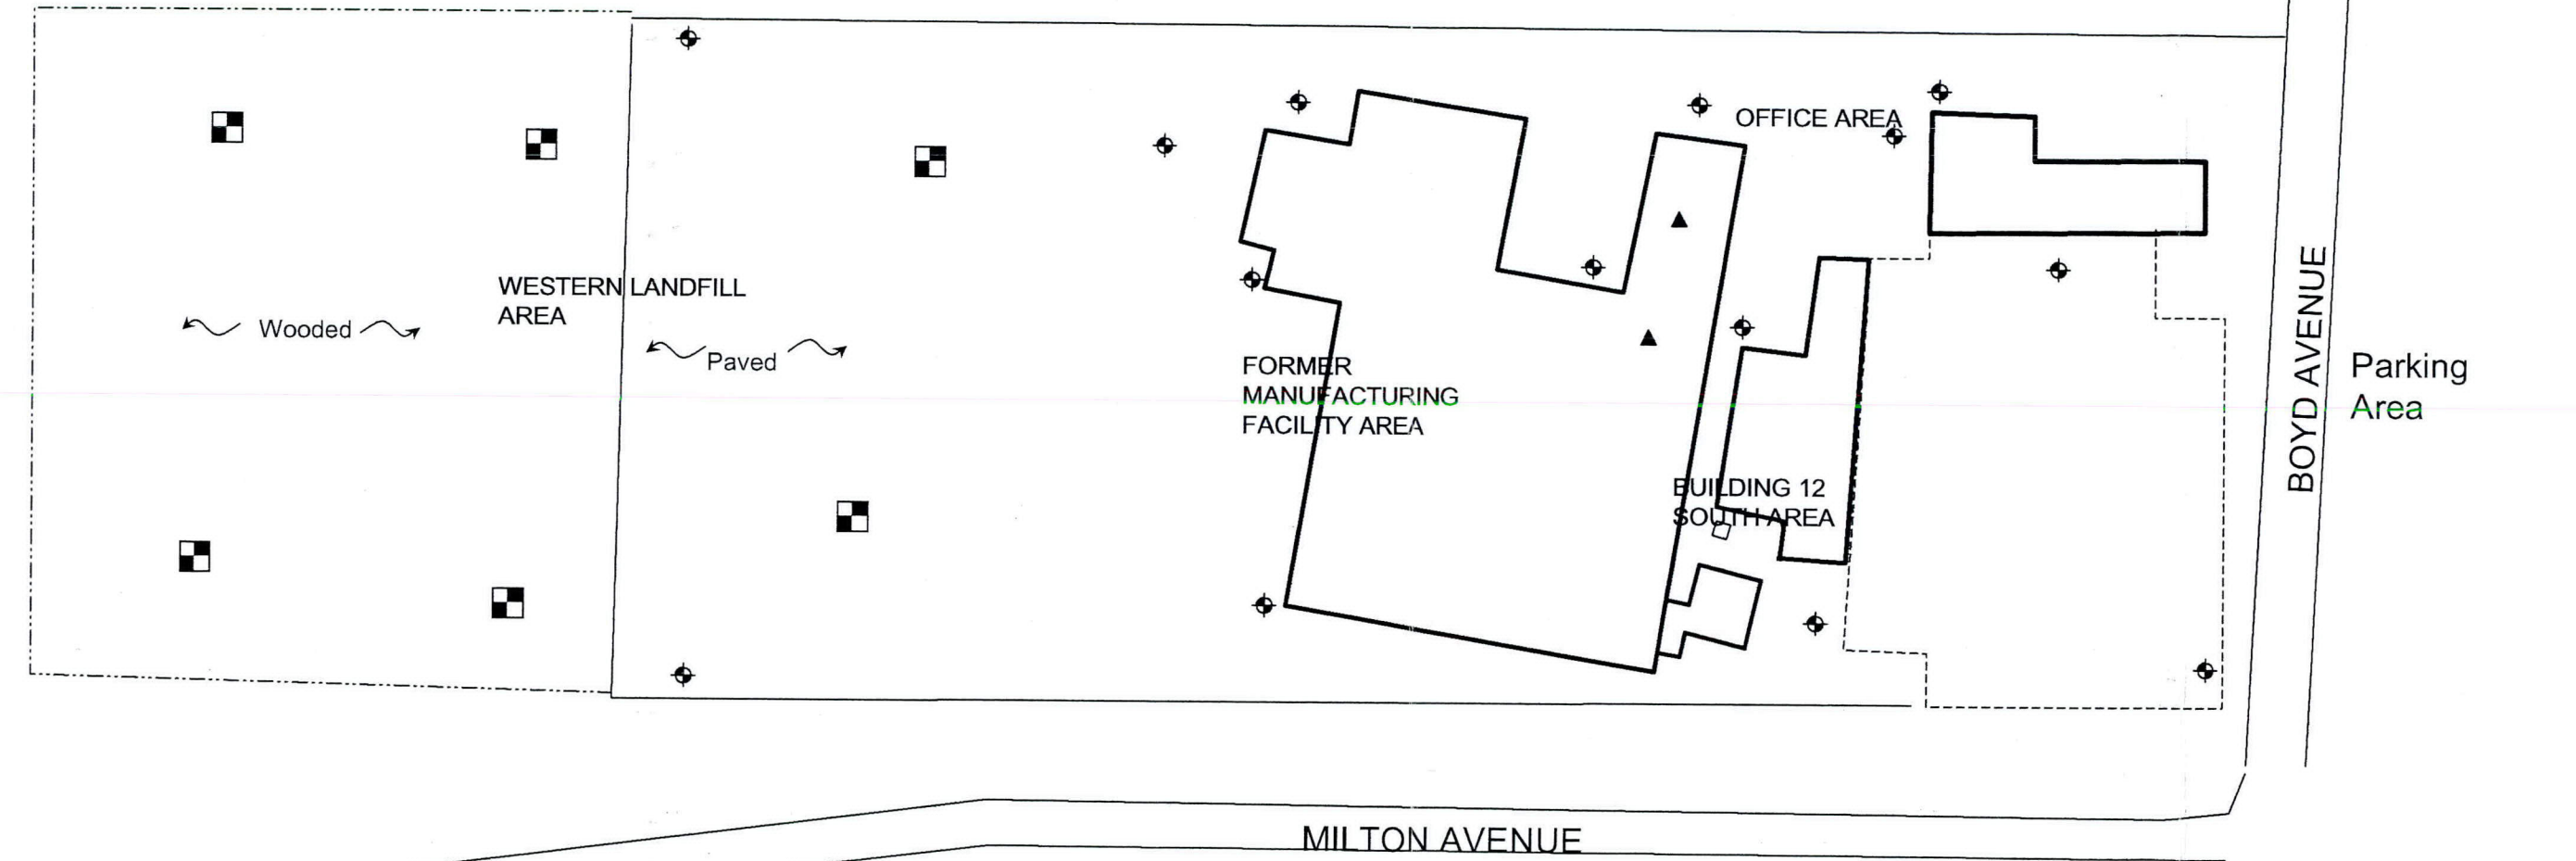 OFFICE AREA
WESTERN LANDFILL
AREA
Wooded
Paved
FORMER
MANUFACTURING
FACILITY AREA
BUILDING 12
SOUTH AREA
BOYD AVENUE
Parking
Area
MILTON AVENUE